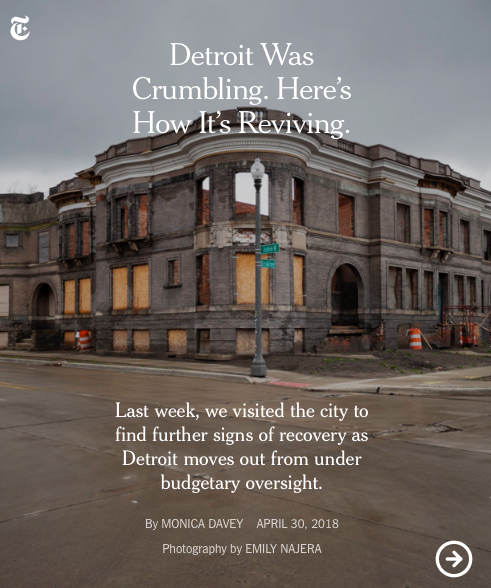 Detroit Was
Crumbling. Here's
How It's Reviving.
Last week, we visited the city to
find further signs of recovery as
Detroit moves out from under
budgetary oversight.
By MONICA DAVEY APRIL 30, 2018
Photography by EMILY NAJERA